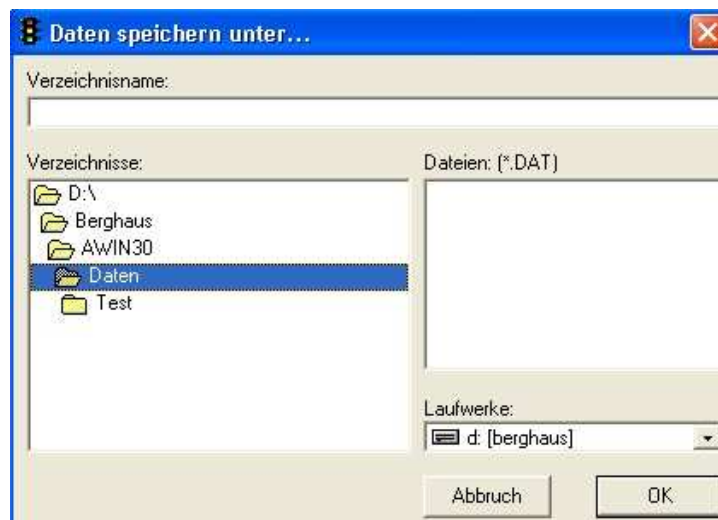 Daten speichern unter...
Verzeichnisname:
Verzeichnisse:
Dateien: (*.DAT)
D:\
Berghaus
AWIN30
Daten
Test
Laufwerke:
d: [berghaus]
Abbruch
OK